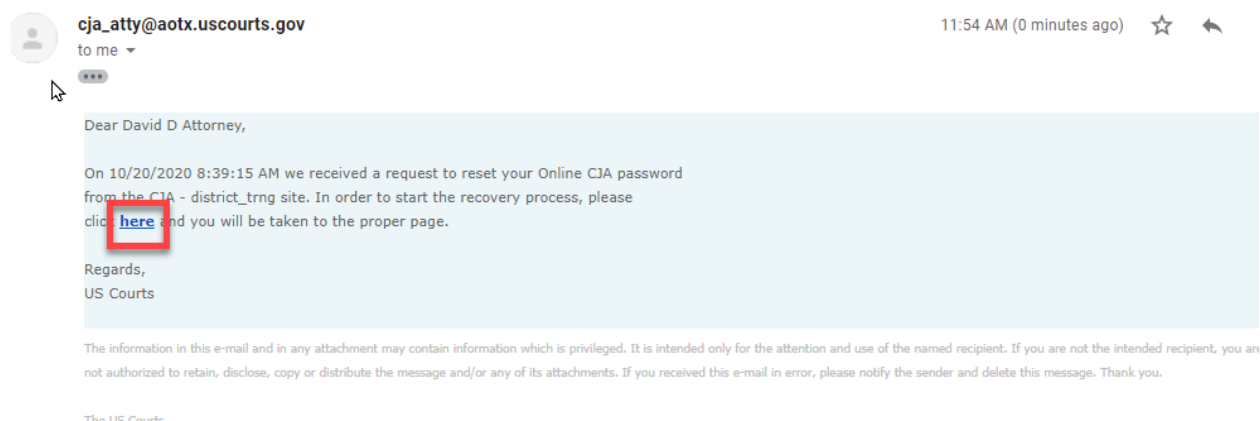 cja_atty@aotx.uscourts.gov
11:54 AM (0 minutes ago)
to me
Dear David D Attorney,
On 10/20/2020 8:39:15 AM we received a request to reset your Online CJA password
from the CJA - district_trng site. In order to start the recovery process, please
click here and you will be taken to the proper page.
Regards,
US Courts
The information in this e-mail and in any attachment may contain information which is privileged. It is intended only for the attention and use of the named recipient. If you are not the intended recipient, you are
not authorized to retain, disclose, copy or distribute the message and/or any of its attachments. If you received this e-mail in error, please notify the sender and delete this message. Thank you.
The US Courts